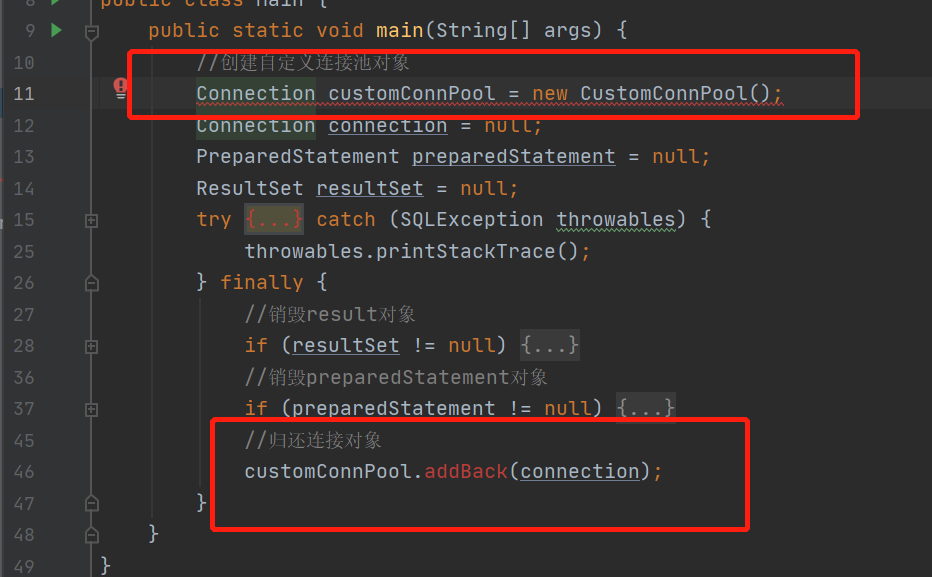 8 public class main {
9 public static void main(String[] args) {
10 //创建自定义连接池对象
11 Connection customConnPool = new CustomConnPool();
12 Connection connection = null;
13 PreparedStatement preparedStatement = null;
14 ResultSet resultSet = null;
15 try {...} catch (SQLException throwables) {
25 throwables.printStackTrace();
26 } finally {
27 //销毁result对象
28 if (resultSet != null) {...}
36 //销毁preparedStatement对象
37 if (preparedStatement != null) {...}
45 //归还连接对象
46 customConnPool.addBack(connection);
47 }
48 }
49 }